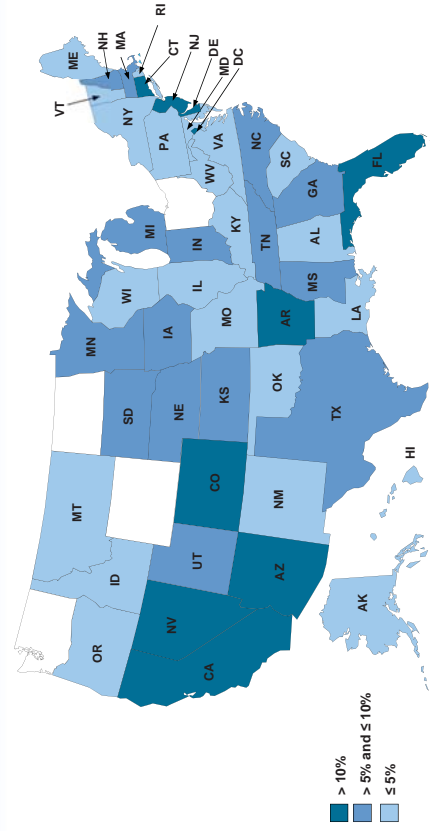 ME
RI
NH
MA
CT
NJ
DE
MD
DC
VT
NY
PA
VA
WV
NC
SC
GA
FL
MI
IN
KY
TN
AL
MS
WI
IL
MN
IA
MO
AR
LA
SD
NE
KS
OK
TX
MT
CO
NM
HI
ID
UT
AZ
OR
NV
CA
AK
> 10%
> 5% and ≤ 10%
≤ 5%